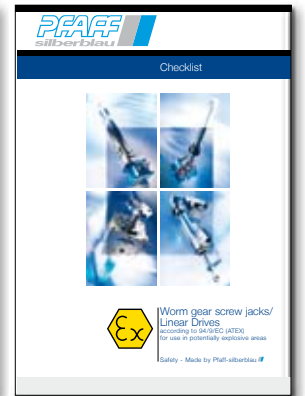 PFAFF
silberblau
Checklist
Ex
Worm gear screw jacks/
Linear Drives
according to 94/9/EC (ATEX)
for use in potentially explosive areas
Safety - Made by Pfaff-silberblau